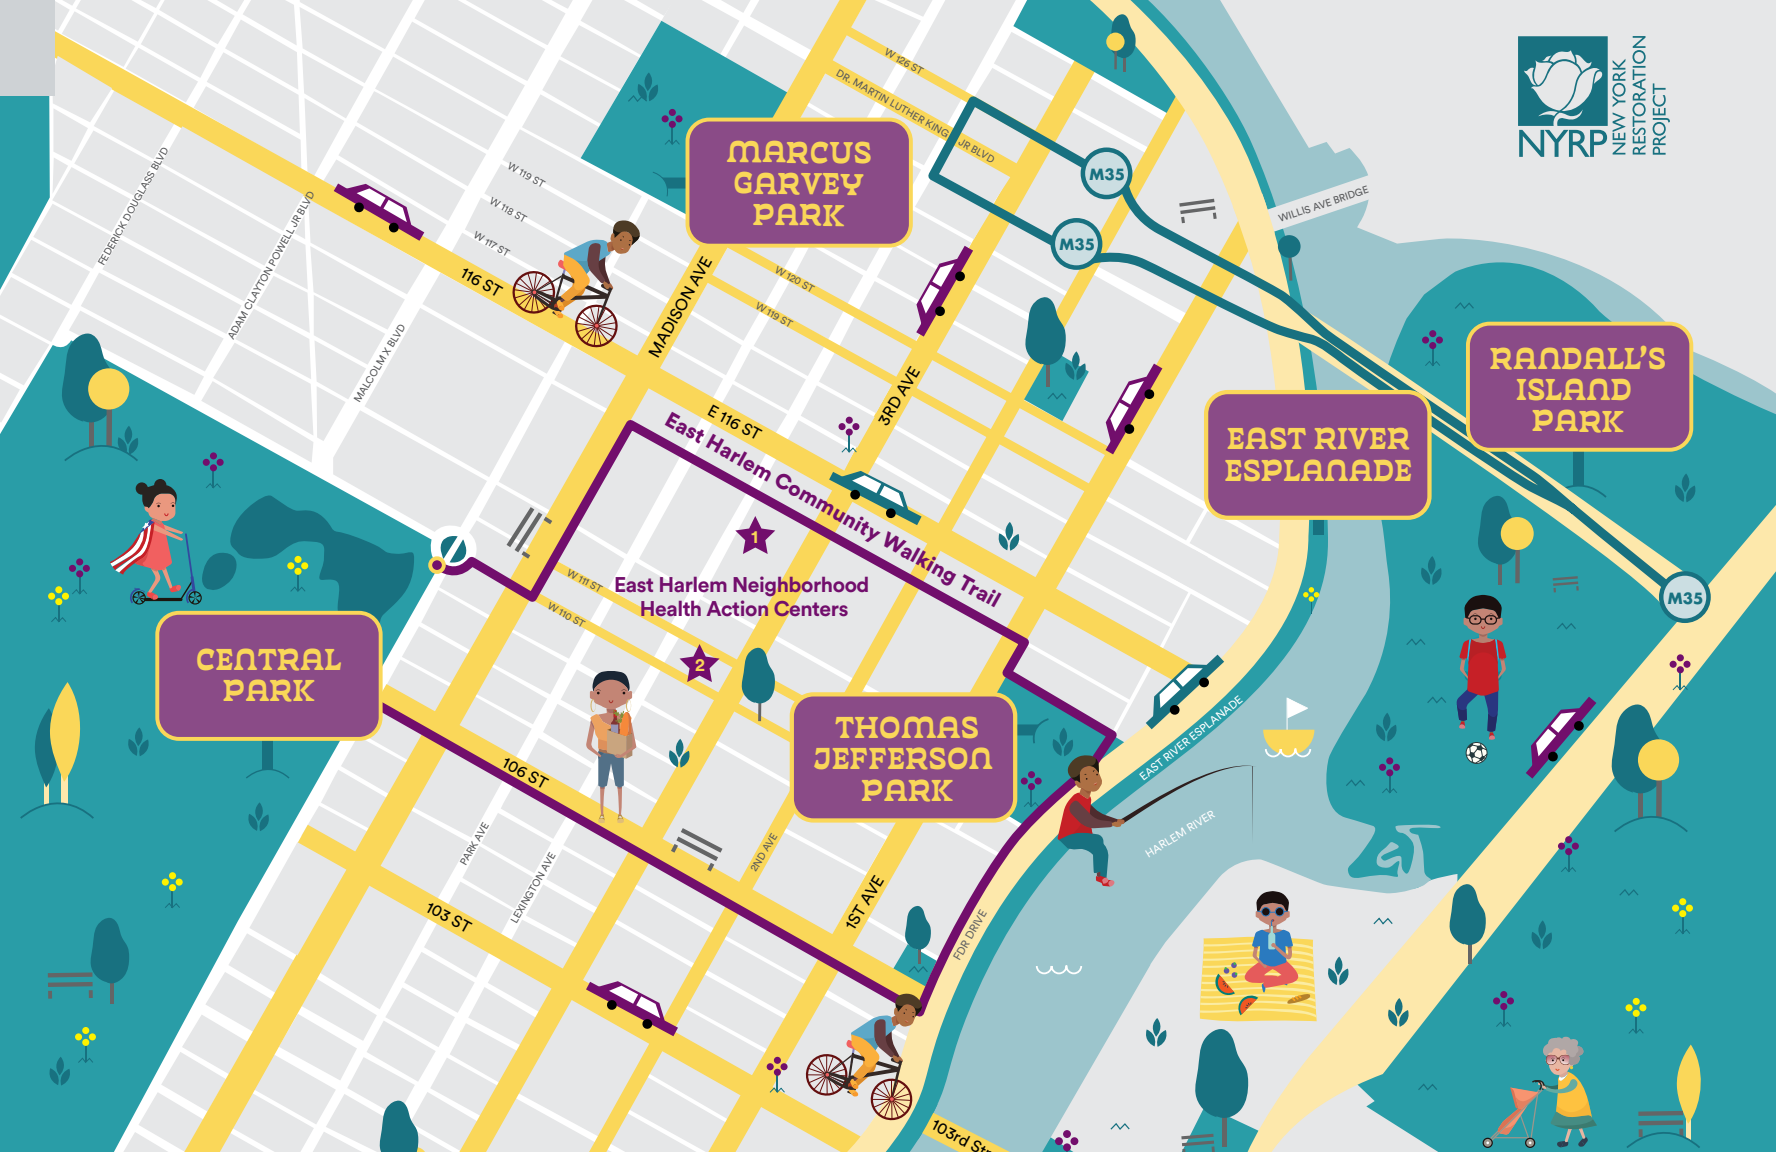 NYRP
NEW YORK
RESTORATION
PROJECT
W 126 ST
DR. MARTIN LUTHER KING JR BLVD
M35
M35
WILLIS AVE BRIDGE
MARCUS
GARVEY
PARK
FEDERICK DOUGLASS BLVD
ADAM CLAYTON POWELL JR BLVD
MALCOLM X BLVD
W 119 ST
W 118 ST
W 117 ST
116 ST
MADISON AVE
W 120 ST
W 119 ST
3RD AVE
E 116 ST
RANDALL'S
ISLAND
PARK
EAST RIVER
ESPLANADE
East Harlem Community Walking Trail
1
East Harlem Neighborhood
Health Action Centers
W 111 ST
W 110 ST
2
M35
CENTRAL
PARK
THOMAS
JEFFERSON
PARK
EAST RIVER ESPLANADE
HARLEM RIVER
106 ST
PARK AVE
LEXINGTON AVE
2ND AVE
1ST AVE
FDR DRIVE
103 ST
103rd Str